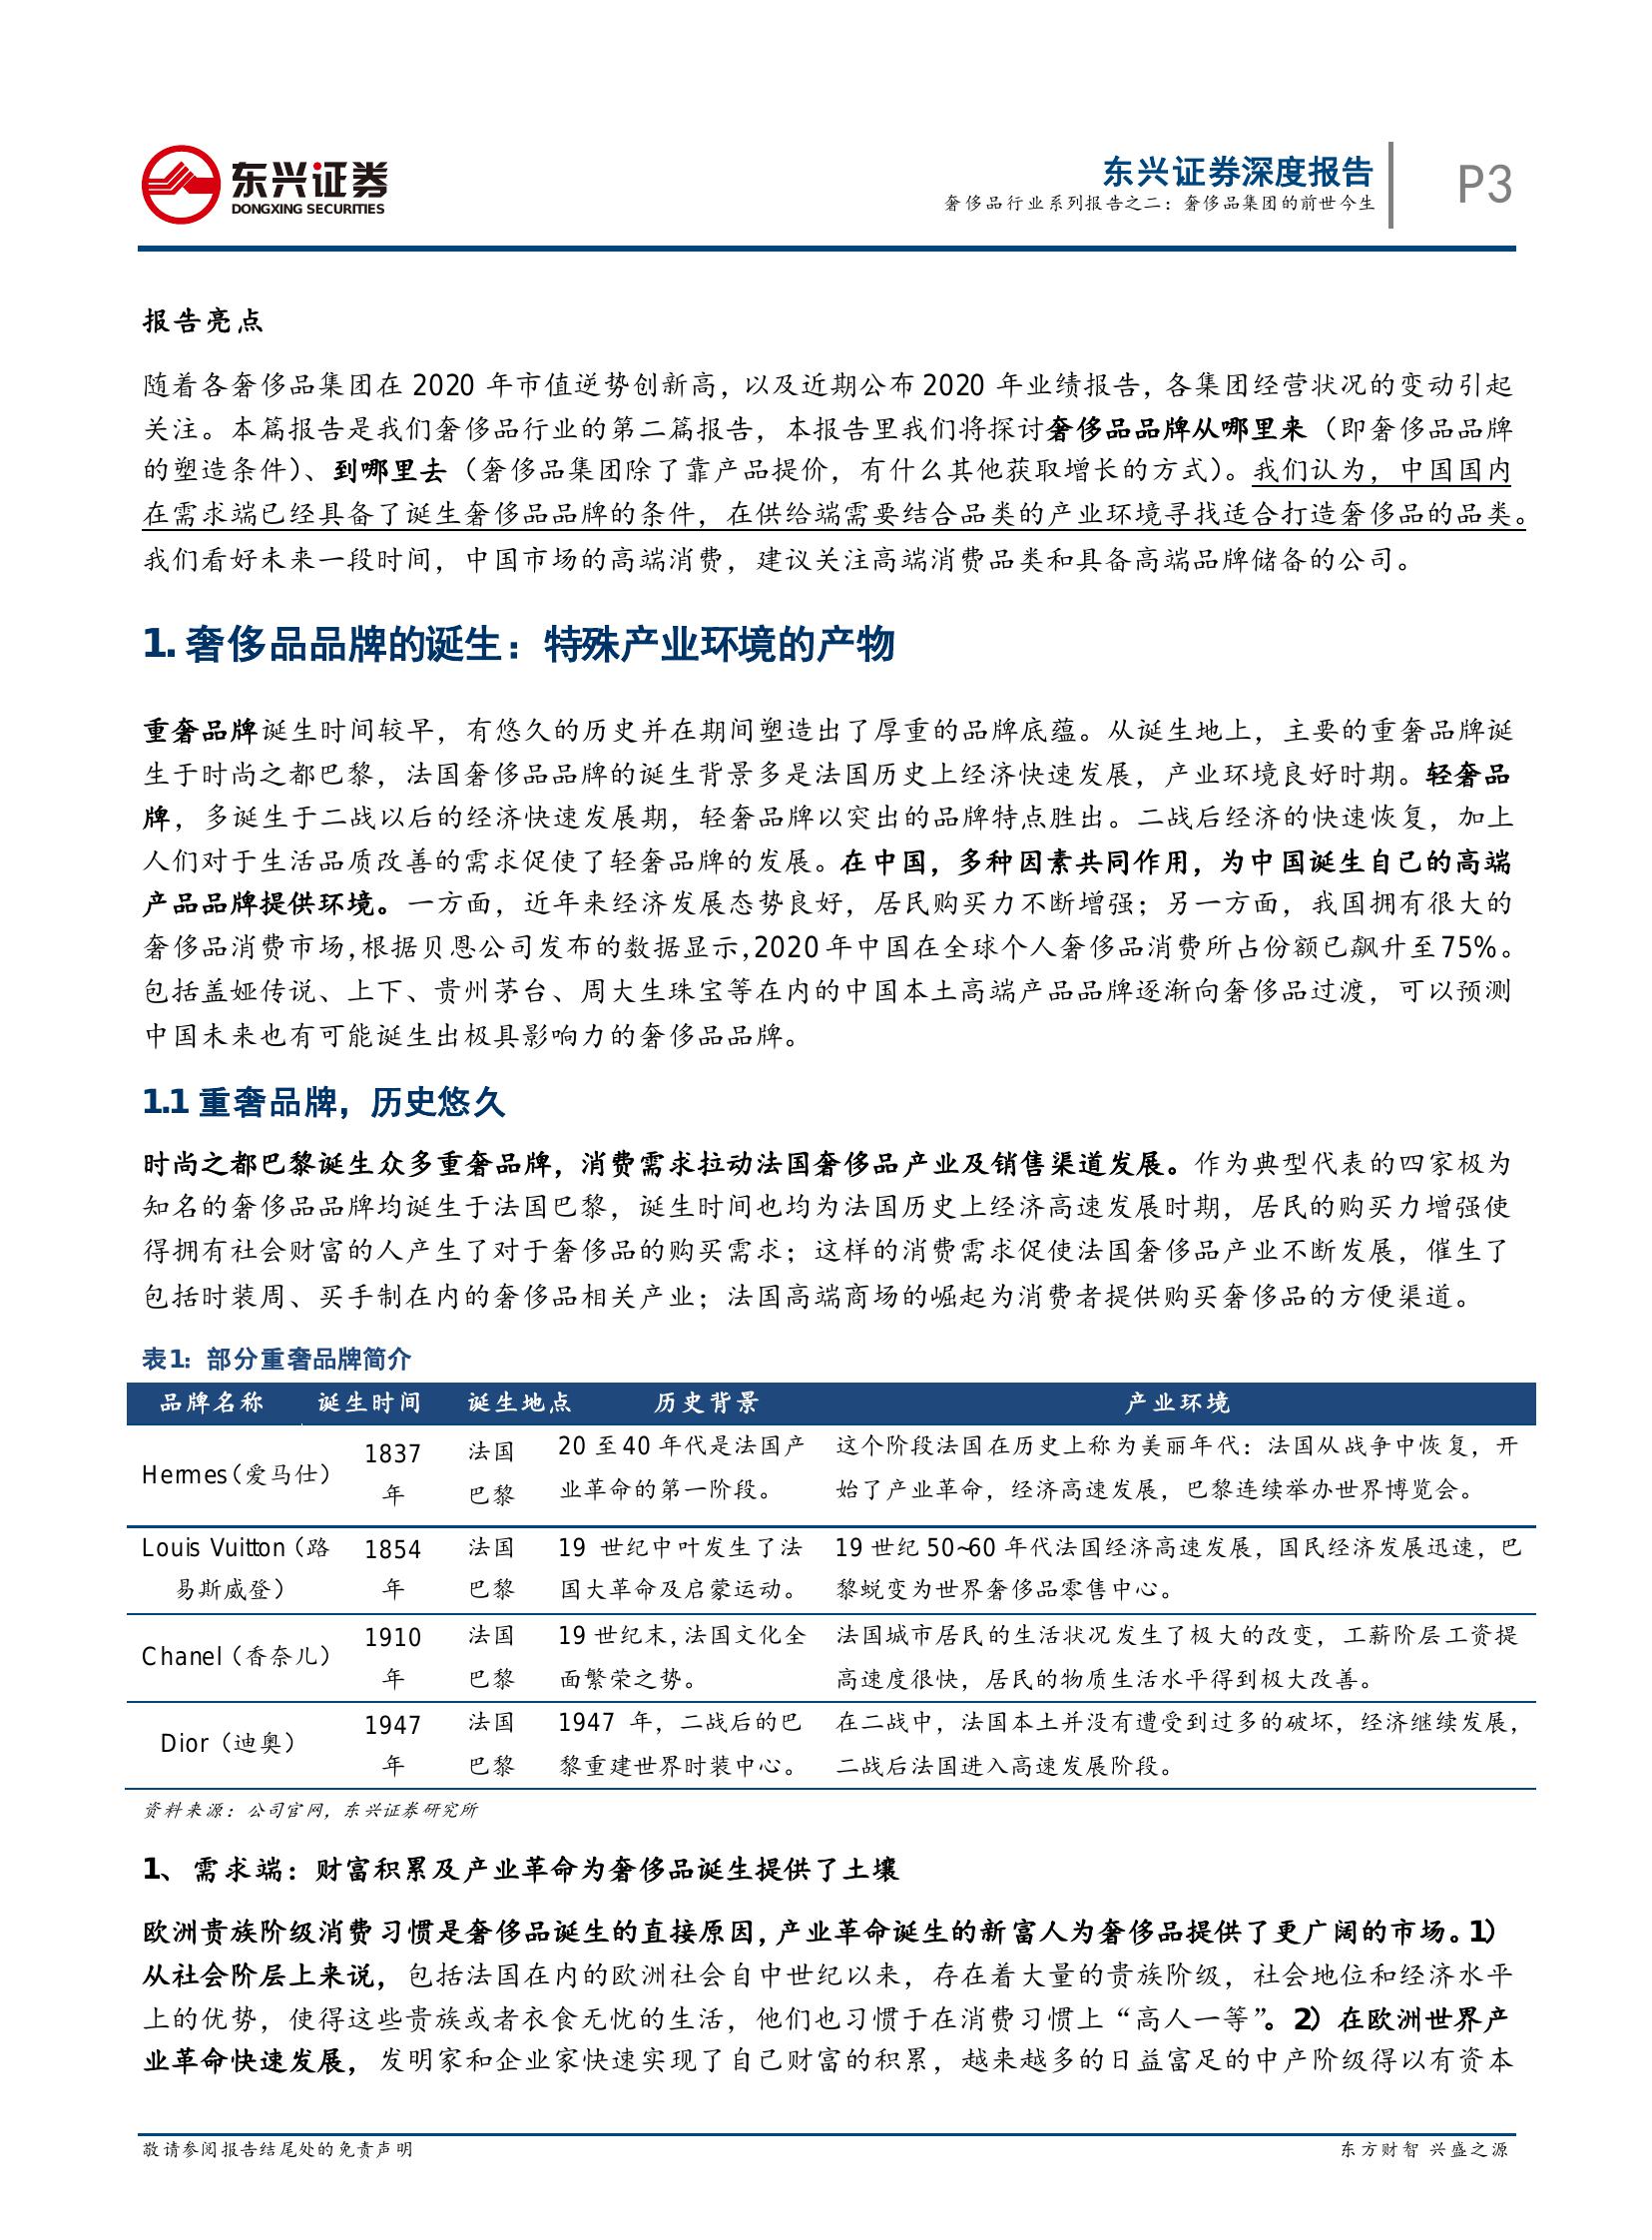 东兴证券
DONGXING SECURITIES
东兴证券深度报告
奢侈品行业系列报告之二：奢侈品集团的前世今生
P3
报告亮点
随着各奢侈品集团在 2020 年市值逆势创新高，以及近期公布 2020 年业绩报告，各集团经营状况的变动引起
关注。本篇报告是我们奢侈品行业的第二篇报告，本报告里我们将探讨奢侈品品牌从哪里来（即奢侈品品牌
的塑造条件）、到哪里去（奢侈品集团除了靠产品提价，有什么其他获取增长的方式）。我们认为，中国国内
在需求端已经具备了诞生奢侈品品牌的条件，在供给端需要结合品类的产业环境寻找适合打造奢侈品的品类。
我们看好未来一段时间，中国市场的高端消费，建议关注高端消费品类和具备高端品牌储备的公司。
1. 奢侈品品牌的诞生：特殊产业环境的产物
重奢品牌诞生时间较早，有悠久的历史并在期间塑造出了厚重的品牌底蕴。从诞生地上，主要的重奢品牌诞
生于时尚之都巴黎，法国奢侈品品牌的诞生背景多是法国历史上经济快速发展，产业环境良好时期。轻奢品
牌，多诞生于二战以后的经济快速发展期，轻奢品牌以突出的品牌特点胜出。二战后经济的快速恢复，加上
人们对于生活品质改善的需求促使了轻奢品牌的发展。在中国，多种因素共同作用，为中国诞生自己的高端
产品品牌提供环境。一方面，近年来经济发展态势良好，居民购买力不断增强；另一方面，我国拥有很大的
奢侈品消费市场，根据贝恩公司发布的数据显示，2020 年中国在全球个人奢侈品消费所占份额已飙升至 75%。
包括盖娅传说、上下、贵州茅台、周大生珠宝等在内的中国本土高端产品品牌逐渐向奢侈品过渡，可以预测
中国未来也有可能诞生出极具影响力的奢侈品品牌。
1.1 重奢品牌，历史悠久
时尚之都巴黎诞生众多重奢品牌，消费需求拉动法国奢侈品产业及销售渠道发展。作为典型代表的四家极为
知名的奢侈品品牌均诞生于法国巴黎，诞生时间也均为法国历史上经济高速发展时期，居民的购买力增强使
得拥有社会财富的人产生了对于奢侈品的购买需求；这样的消费需求促使法国奢侈品产业不断发展，催生了
包括时装周、买手制在内的奢侈品相关产业；法国高端商场的崛起为消费者提供购买奢侈品的方便渠道。
表1：部分重奢品牌简介
品牌名称 诞生时间 诞生地点 历史背景 产业环境
Hermes（爱马仕） 1837 年 法国 巴黎 20 至 40 年代是法国产 这个阶段法国在历史上称为美丽年代：法国从战争中恢复，开
业革命的第一阶段。 始了产业革命，经济高速发展，巴黎连续举办世界博览会。
Louis Vuitton（路 1854 法国 19 世纪中叶发生了法 19 世纪 50~60 年代法国经济高速发展，国民经济发展迅速，巴
易斯威登） 年 巴黎 国大革命及启蒙运动。 黎蜕变为世界奢侈品零售中心。
Chanel（香奈儿） 1910 年 法国 巴黎 19 世纪末，法国文化全 法国城市居民的生活状况发生了极大的改变，工薪阶层工资提
面繁荣之势。 高速度很快，居民的物质生活水平得到极大改善。
Dior（迪奥） 1947 年 法国 巴黎 1947 年，二战后的巴 在二战中，法国本土并没有遭受到过多的破坏，经济继续发展，
黎重建世界时装中心。 二战后法国进入高速发展阶段。
资料来源：公司官网，东兴证券研究所
1、 需求端：财富积累及产业革命为奢侈品诞生提供了土壤
欧洲贵族阶级消费习惯是奢侈品诞生的直接原因，产业革命诞生的新富人为奢侈品提供了更广阔的市场。1）
从社会阶层上来说，包括法国在内的欧洲社会自中世纪以来，存在着大量的贵族阶级，社会地位和经济水平
上的优势，使得这些贵族或者衣食无忧的生活，他们也习惯于在消费习惯上“高人一等”。2）在欧洲世界产
业革命快速发展，发明家和企业家快速实现了自己财富的积累，越来越多的日益富足的中产阶级得以有资本
敬请参阅报告结尾处的免责声明
东方财智 兴盛之源